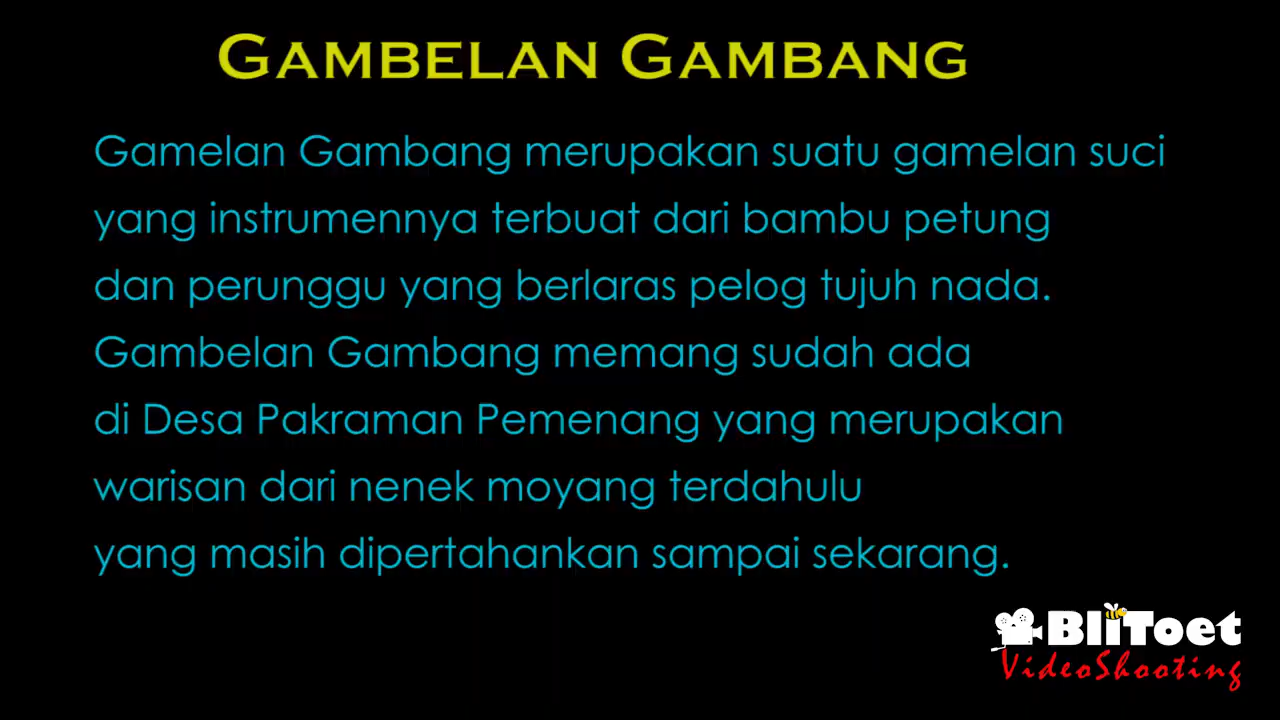 GAMBELAN GAMBANG
Gamelan Gambang merupakan suatu gamelan suci
yang instrumennya terbuat dari bambu petung
dan perunggu yang berlaras pelog tujuh nada.
Gambelan Gambang memang sudah ada
di Desa Pakraman Pemenang yang merupakan
warisan dari nenek moyang terdahulu
yang masih dipertahankan sampai sekarang.
BliToet
VideoShooting